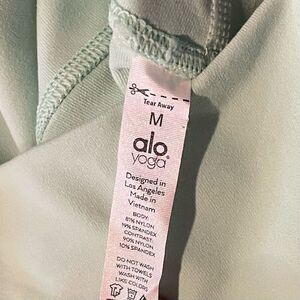 Tear Away
M
alo
yoga
Designed in
Los Angeles
Made in
Vietnam
BODY:
81% NYLON
19% SPANDEX
CONTRAST:
90% NYLON
10% SPANDEX
DO NOT WASH
WITH TOWELS
WASH WITH
LIKE COLORS